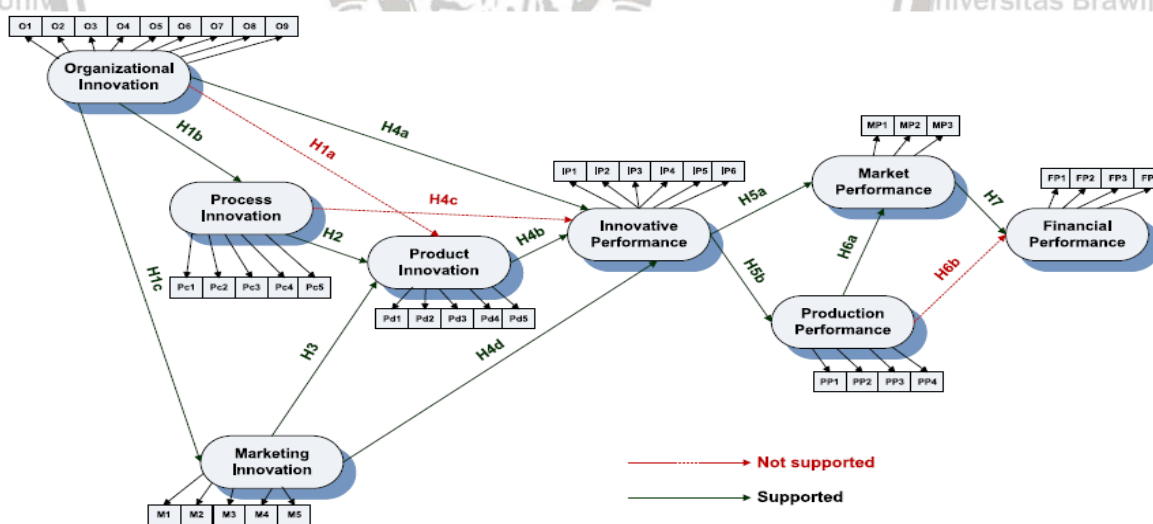 O1 O2 O3 O4 O5 O6 O7 O8 O9
Organizational
Innovation
H1b
H1a
H4a
H1c
Process
Innovation
H4c
H2
Pc1 Pc2 Pc3 Pc4 Pc5
Product
Innovation
H4b
Pd1 Pd2 Pd3 Pd4 Pd5
H3
H4d
IP1 IP2 IP3 IP4 IP5 IP6
Innovative
Performance
H5a
H5b
MP1 MP2 MP3
Market
Performance
H6a
H7
H6b
FP1 FP2 FP3
Financial
Performance
Production
Performance
PP1 PP2 PP3 PP4
Marketing
Innovation
M1 M2 M3 M4 M5
Not supported
Supported